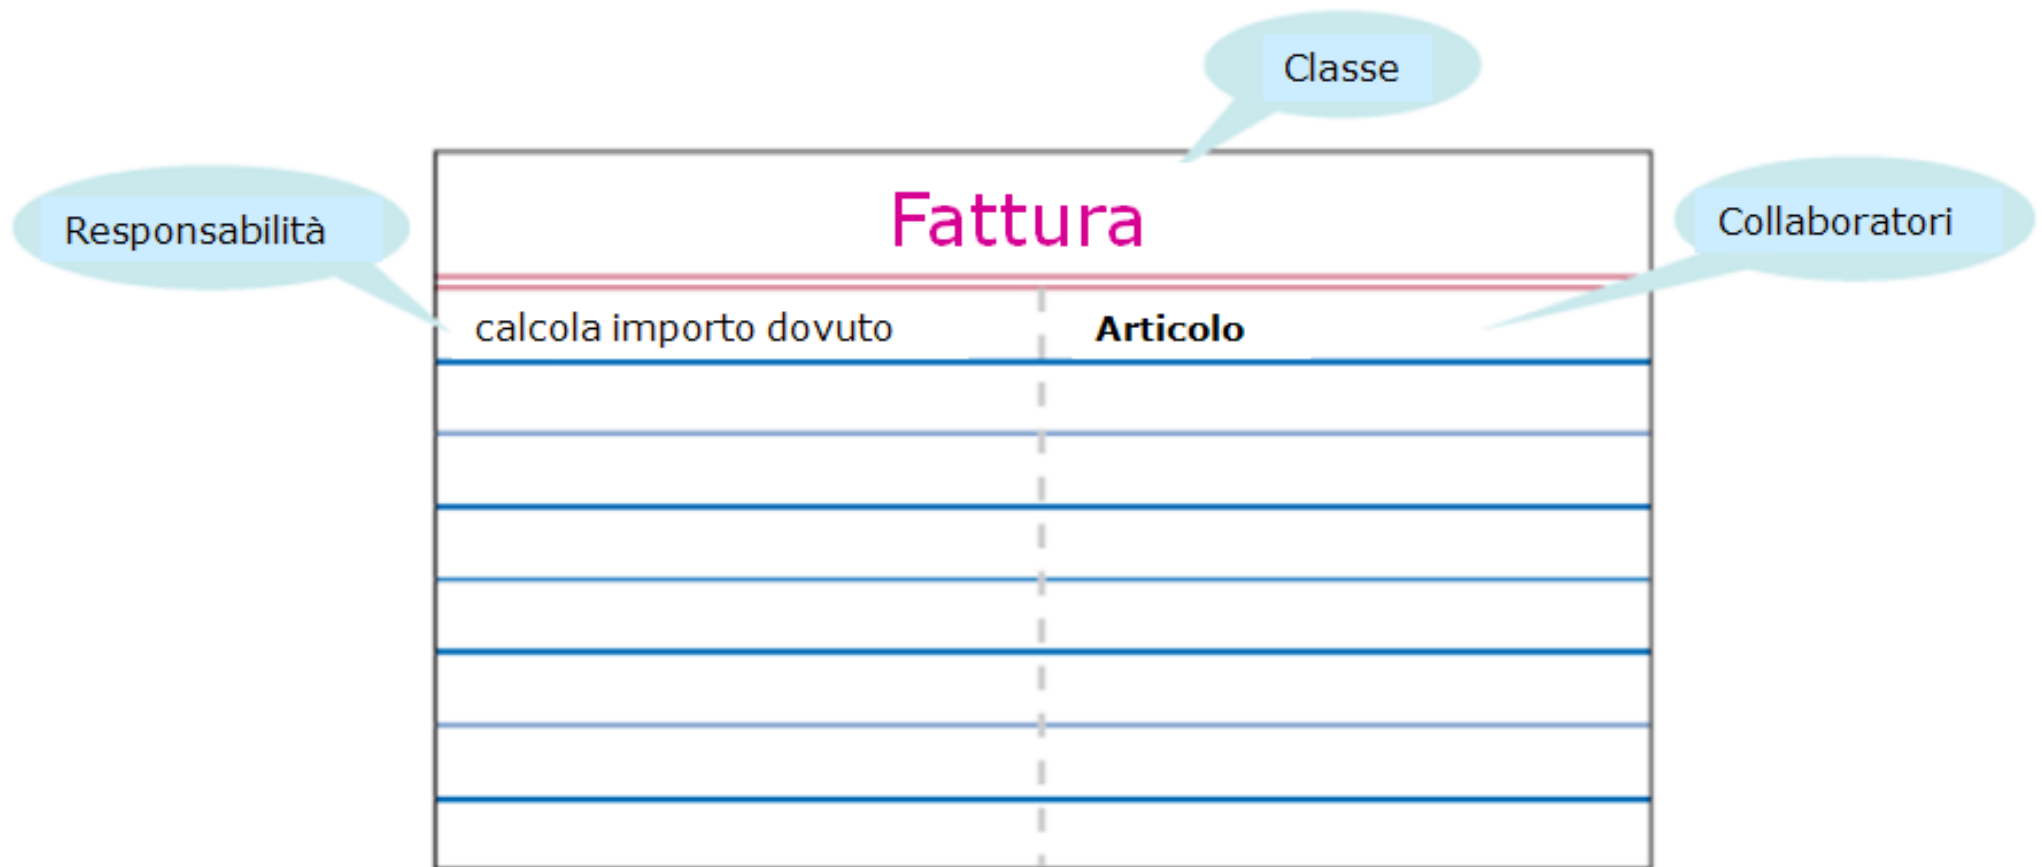 Classe
Fattura
Responsabilità
Collaboratori
calcola importo dovuto
Articolo